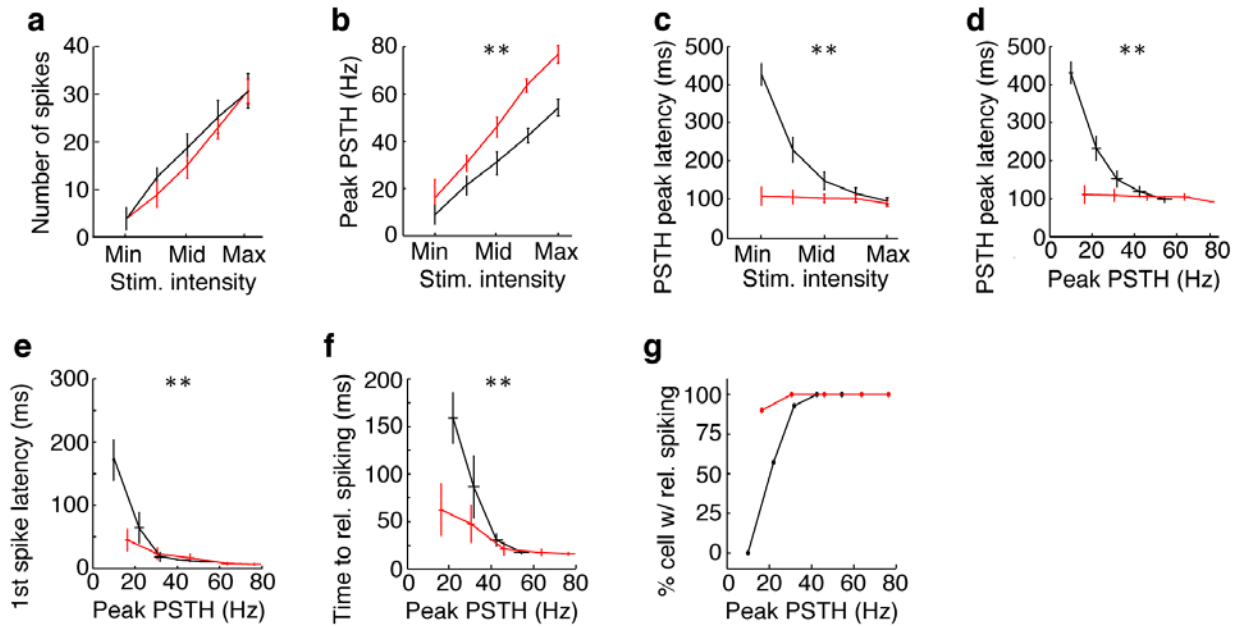 a
Number of spikes
40
30
20
10
0
Min Mid Max
Stim. intensity
b
**
Peak PSTH (Hz)
80
60
40
20
0
Min Mid Max
Stim. intensity
c
**
PSTH peak latency (ms)
500
400
300
200
100
0
Min Mid Max
Stim. intensity
d
**
PSTH peak latency (ms)
500
400
300
200
100
0
0 20 40 60 80
Peak PSTH (Hz)
e
**
1st spike latency (ms)
300
200
100
0
0 20 40 60 80
Peak PSTH (Hz)
f
**
Time to rel. spiking (ms)
200
150
100
50
0
0 20 40 60 80
Peak PSTH (Hz)
g
% cell w/ rel. spiking
100
75
50
25
0
0 20 40 60 80
Peak PSTH (Hz)